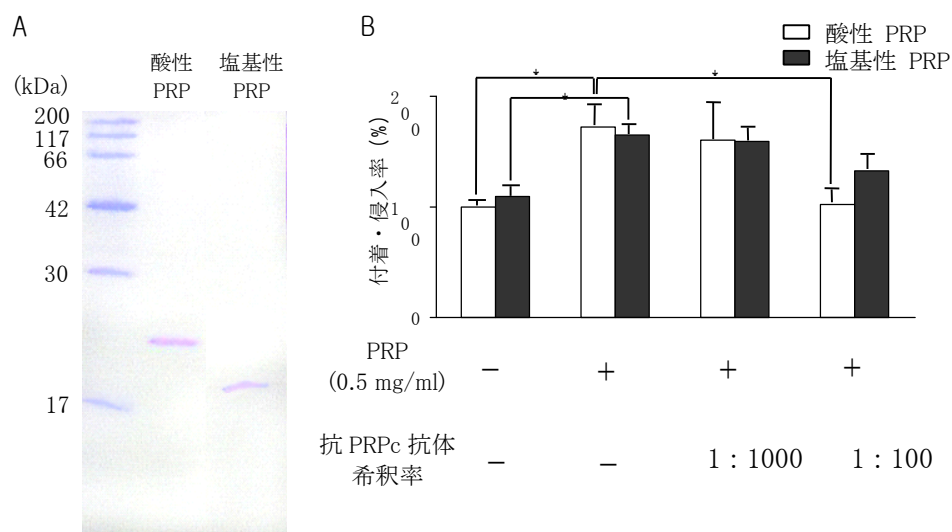 A
酸性 塩基性
PRP PRP
(kDa)
200
117
66
42
30
17
B
酸性 PRP
塩基性 PRP
付着・侵入率 (%)
200
100
0
*
*
*
PRP
(0.5 mg/ml)
− + + +
抗 PRPc 抗体
希釈率
− − 1:1000 1:100